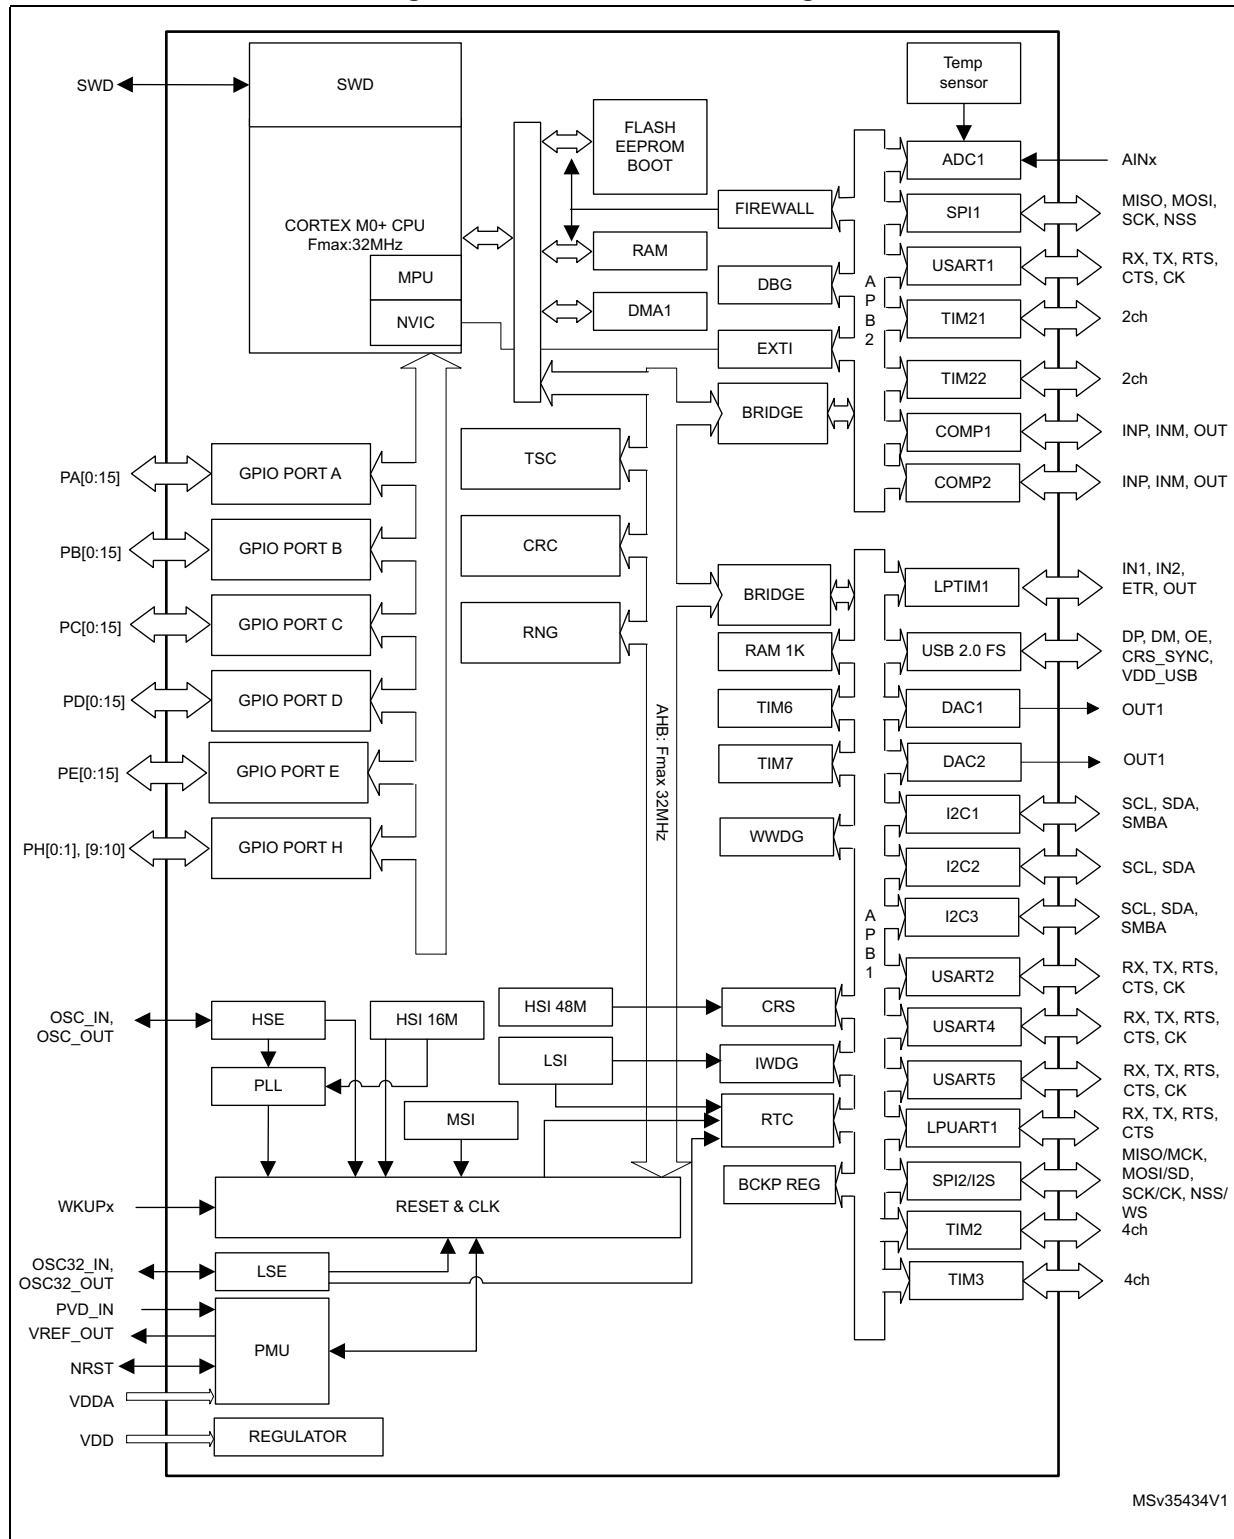 SWD
SWD
Temp
sensor
FLASH
EEPROM
BOOT
ADC1
AINx
CORTEX M0+ CPU
Fmax:32MHz
FIREWALL
SPI1
MISO, MOSI,
SCK, NSS
RAM
MPU
DBG
USART1
RX, TX, RTS,
CTS, CK
APB2
NVIC
DMA1
TIM21
2ch
EXTI
TIM22
2ch
BRIDGE
COMP1
INP, INM, OUT
TSC
COMP2
INP, INM, OUT
PA[0:15]
GPIO PORT A
PB[0:15]
GPIO PORT B
CRC
BRIDGE
LPTIM1
IN1, IN2,
ETR, OUT
PC[0:15]
GPIO PORT C
RNG
RAM 1K
USB 2.0 FS
DP, DM, OE,
CRS_SYNC,
VDD_USB
PD[0:15]
GPIO PORT D
AHB: Fmax 32MHz
TIM6
DAC1
OUT1
PE[0:15]
GPIO PORT E
TIM7
DAC2
OUT1
I2C1
SCL, SDA,
SMBA
PH[0:1], [9:10]
GPIO PORT H
WWDG
I2C2
SCL, SDA
APB1
I2C3
SCL, SDA,
SMBA
USART2
RX, TX, RTS,
CTS, CK
OSC_IN,
OSC_OUT
HSE
HSI 16M
HSI 48M
CRS
USART4
RX, TX, RTS,
CTS, CK
LSI
IWDG
PLL
USART5
RX, TX, RTS,
CTS, CK
MSI
RTC
LPUART1
RX, TX, RTS,
CTS
BCKP REG
SPI2/I2S
MISO/MCK,
MOSI/SD,
SCK/CK, NSS/
WS
WKUPx
RESET & CLK
TIM2
4ch
OSC32_IN,
OSC32_OUT
LSE
TIM3
4ch
PVD_IN
VREF_OUT
PMU
NRST
VDDA
VDD
REGULATOR
MSv35434V1